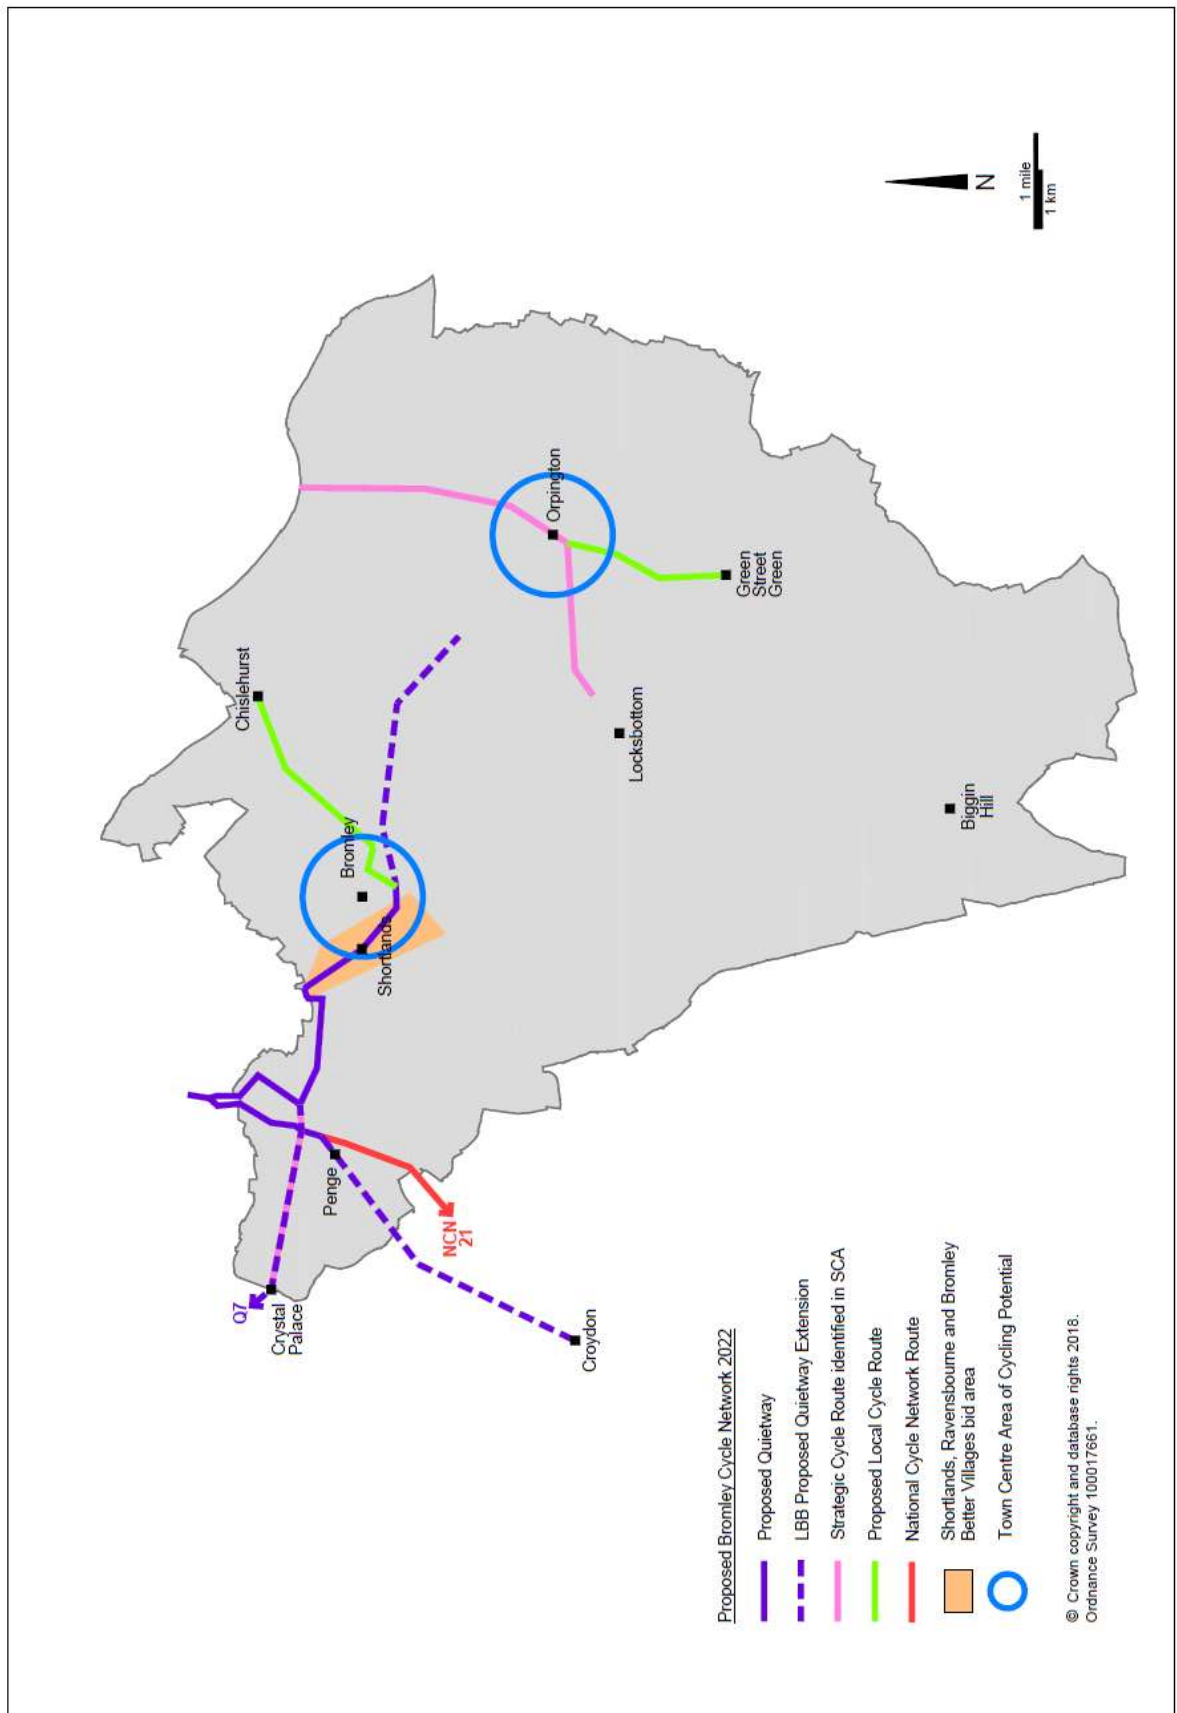 Chislehurst
Bromley
Shortlands
Orpington
Green
Street
Green
Locksbottom
Biggin
Hill
Penge
NCN
21
Q7
Crystal
Palace
Croydon
N
1 mile
1 km
Proposed Bromley Cycle Network 2022
Proposed Quietway
LBB Proposed Quietway Extension
Strategic Cycle Route identified in SCA
Proposed Local Cycle Route
National Cycle Network Route
Shortlands, Ravensbourne and Bromley
Better Villages bid area
Town Centre Area of Cycling Potential
© Crown copyright and database rights 2018.
Ordnance Survey 100017661.